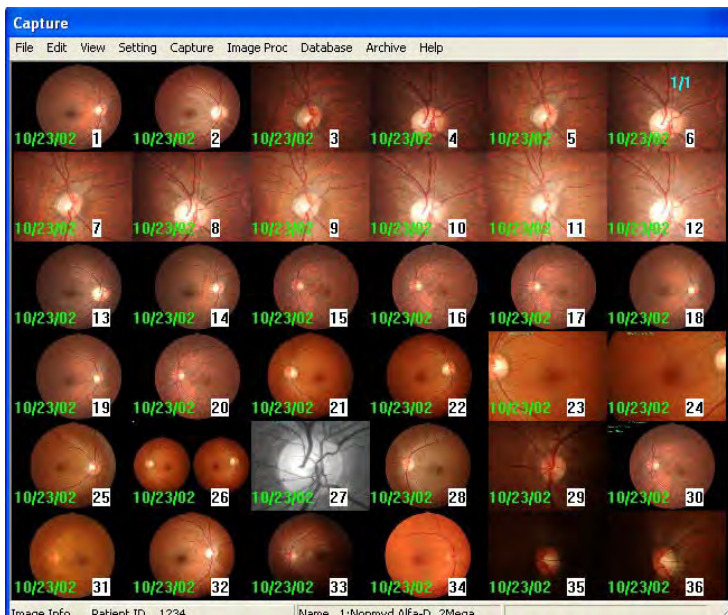 Capture
File Edit View Setting Capture Image Proc Database Archive Help
1/1
10/23/02 1 10/23/02 2 10/23/02 3 10/23/02 4 10/23/02 5 10/23/02 6
10/23/02 7 10/23/02 8 10/23/02 9 10/23/02 10 10/23/02 11 10/23/02 12
10/23/02 13 10/23/02 14 10/23/02 15 10/23/02 16 10/23/02 17 10/23/02 18
10/23/02 19 10/23/02 20 10/23/02 21 10/23/02 22 10/23/02 23 10/23/02 24
10/23/02 25 10/23/02 26 10/23/02 27 10/23/02 28 10/23/02 29 10/23/02 30
10/23/02 31 10/23/02 32 10/23/02 33 10/23/02 34 10/23/02 35 10/23/02 36
Image Info Patient ID 1234 Name 1:Nonmyd Alfa-D 2Mega